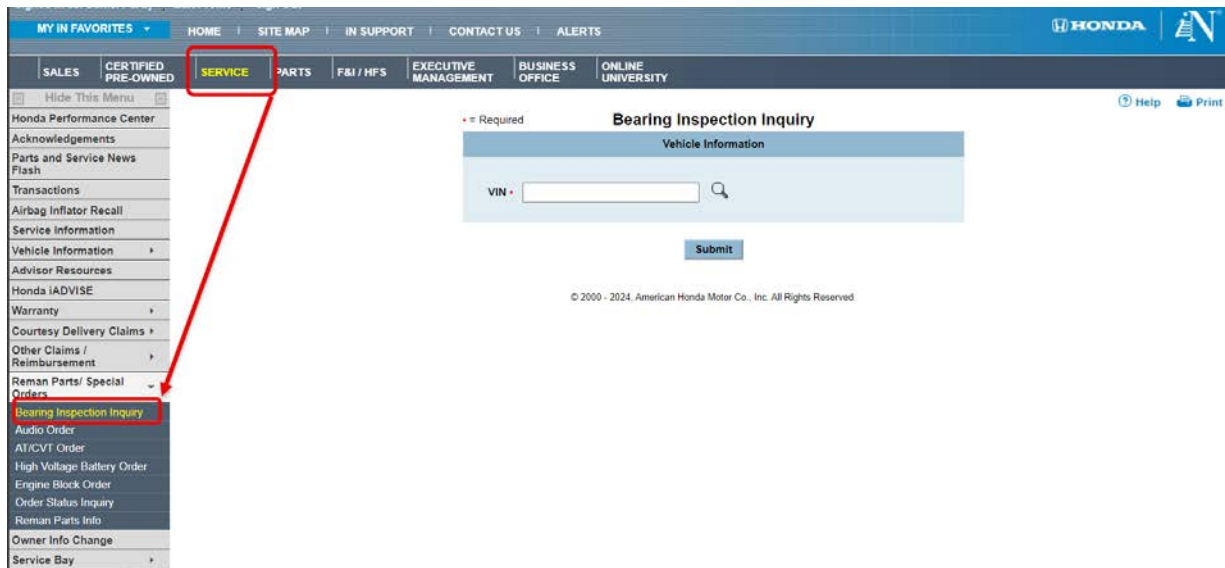 MY iN FAVORITES
HOME | SITE MAP | iN SUPPORT | CONTACT US | ALERTS
HONDA iN
SALES
CERTIFIED
PRE-OWNED
SERVICE
PARTS
F&I / HFS
EXECUTIVE
MANAGEMENT
BUSINESS
OFFICE
ONLINE
UNIVERSITY
Help Print
Hide This Menu
Honda Performance Center
Acknowledgements
Parts and Service News
Flash
Transactions
Airbag Inflator Recall
Service Information
Vehicle Information
Advisor Resources
Honda iADVISE
Warranty
Courtesy Delivery Claims
Other Claims /
Reimbursement
Reman Parts/ Special
Orders
Bearing Inspection Inquiry
Audio Order
AT/CVT Order
High Voltage Battery Order
Engine Block Order
Order Status Inquiry
Reman Parts Info
Owner Info Change
Service Bay
• = Required
Bearing Inspection Inquiry
Vehicle Information
VIN •
Submit
© 2000 - 2024, American Honda Motor Co., Inc. All Rights Reserved